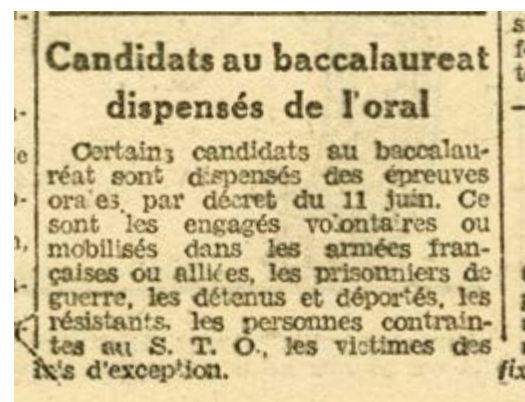 Candidats au baccalaureat
dispensés de l'oral
Certains candidats au baccalau-
réat sont dispensés des épreuves
orales, par décret du 11 juin. Ce
sont les engagés volontaires ou
mobilisés dans les armées fran-
çaises ou alliées, les prisonniers de
guerre, les détenus et déportés, les
résistants, les personnes contrain-
tes au S. T. O., les victimes des
lois d'exception.
fix